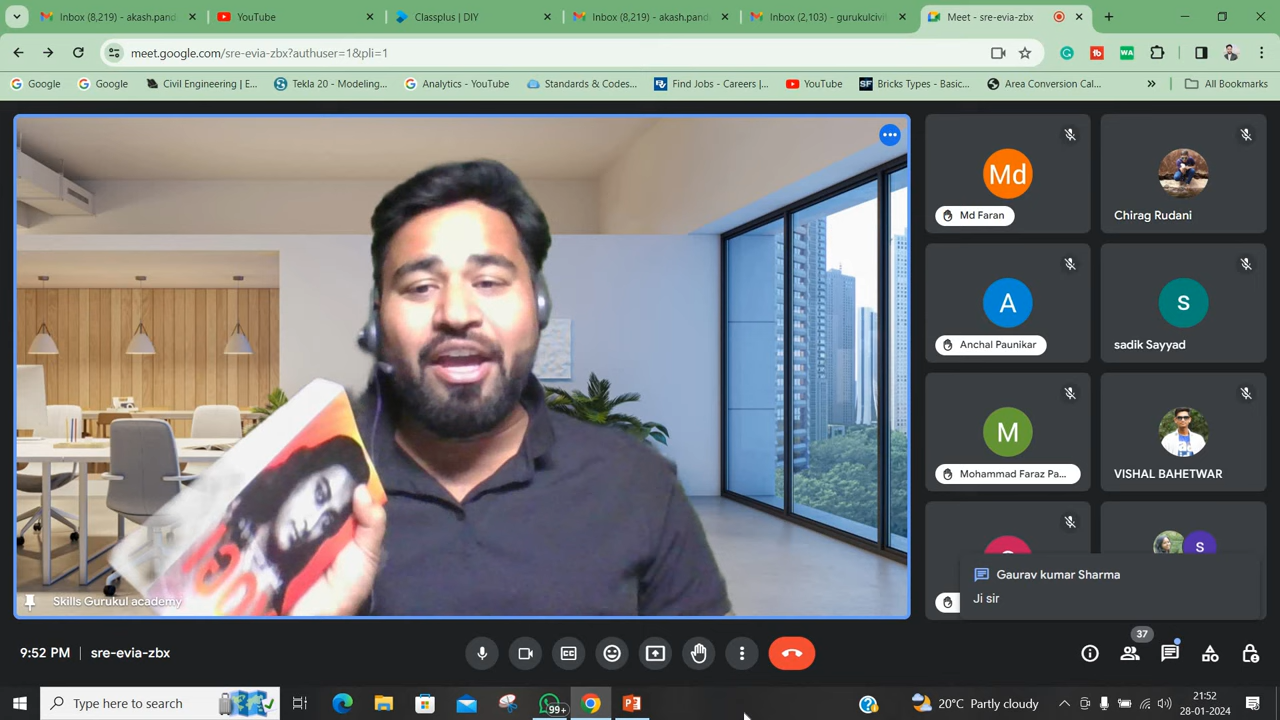 Inbox (8,219) - akash.pand
YouTube
Classplus | DIY
Inbox (8,219) - akash.pand
Inbox (2,103) - gurukulcivil
Meet - sre-evia-zbx
meet.google.com/sre-evia-zbx?authuser=1&pli=1
Google
Google
Civil Engineering | E...
Tekla 20 - Modeling...
Analytics - YouTube
Standards & Codes...
Find Jobs - Careers |...
YouTube
Bricks Types - Basic...
Area Conversion Cal...
»
All Bookmarks
Md
Md Faran
Chirag Rudani
A
Anchal Paunikar
s
sadik Sayyad
M
Mohammad Faraz Pa...
VISHAL BAHETWAR
S
Gaurav kumar Sharma
Ji sir
Skills Gurukul academy
9:52 PM | sre-evia-zbx
37
Type here to search
99+
20°C Partly cloudy
21:52
28-01-2024